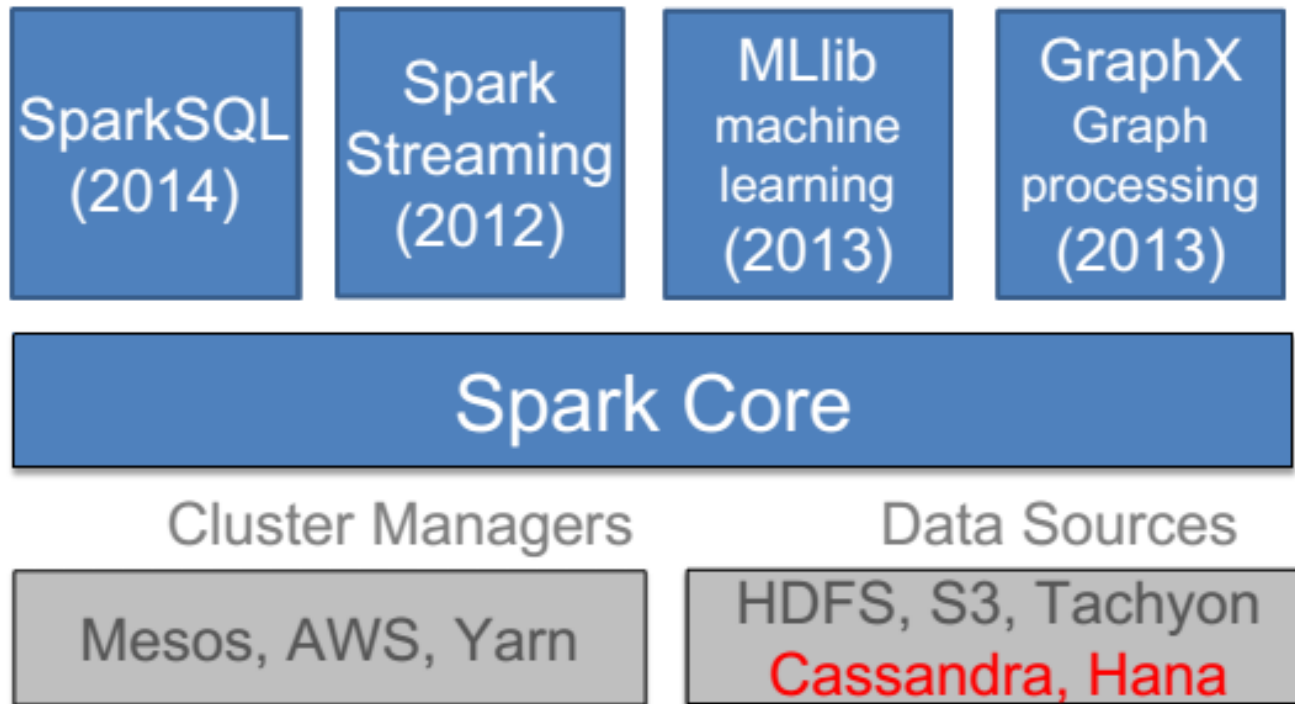 SparkSQL
(2014)
Spark
Streaming
(2012)
MLlib
machine
learning
(2013)
GraphX
Graph
processing
(2013)
Spark Core
Cluster Managers
Data Sources
Mesos, AWS, Yarn
HDFS, S3, Tachyon
Cassandra, Hana